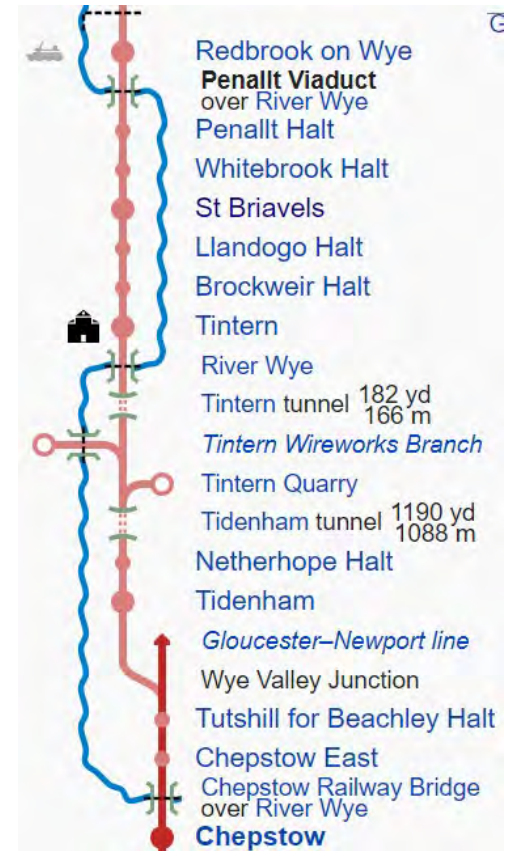 G
Redbrook on Wye
Penallt Viaduct
over River Wye
Penallt Halt
Whitebrook Halt
St Briavels
Llandogo Halt
Brockweir Halt
Tintern
River Wye
Tintern tunnel 182 yd
166 m
Tintern Wireworks Branch
Tintern Quarry
Tidenham tunnel 1190 yd
1088 m
Netherhope Halt
Tidenham
Gloucester–Newport line
Wye Valley Junction
Tutshill for Beachley Halt
Chepstow East
Chepstow Railway Bridge
over River Wye
Chepstow